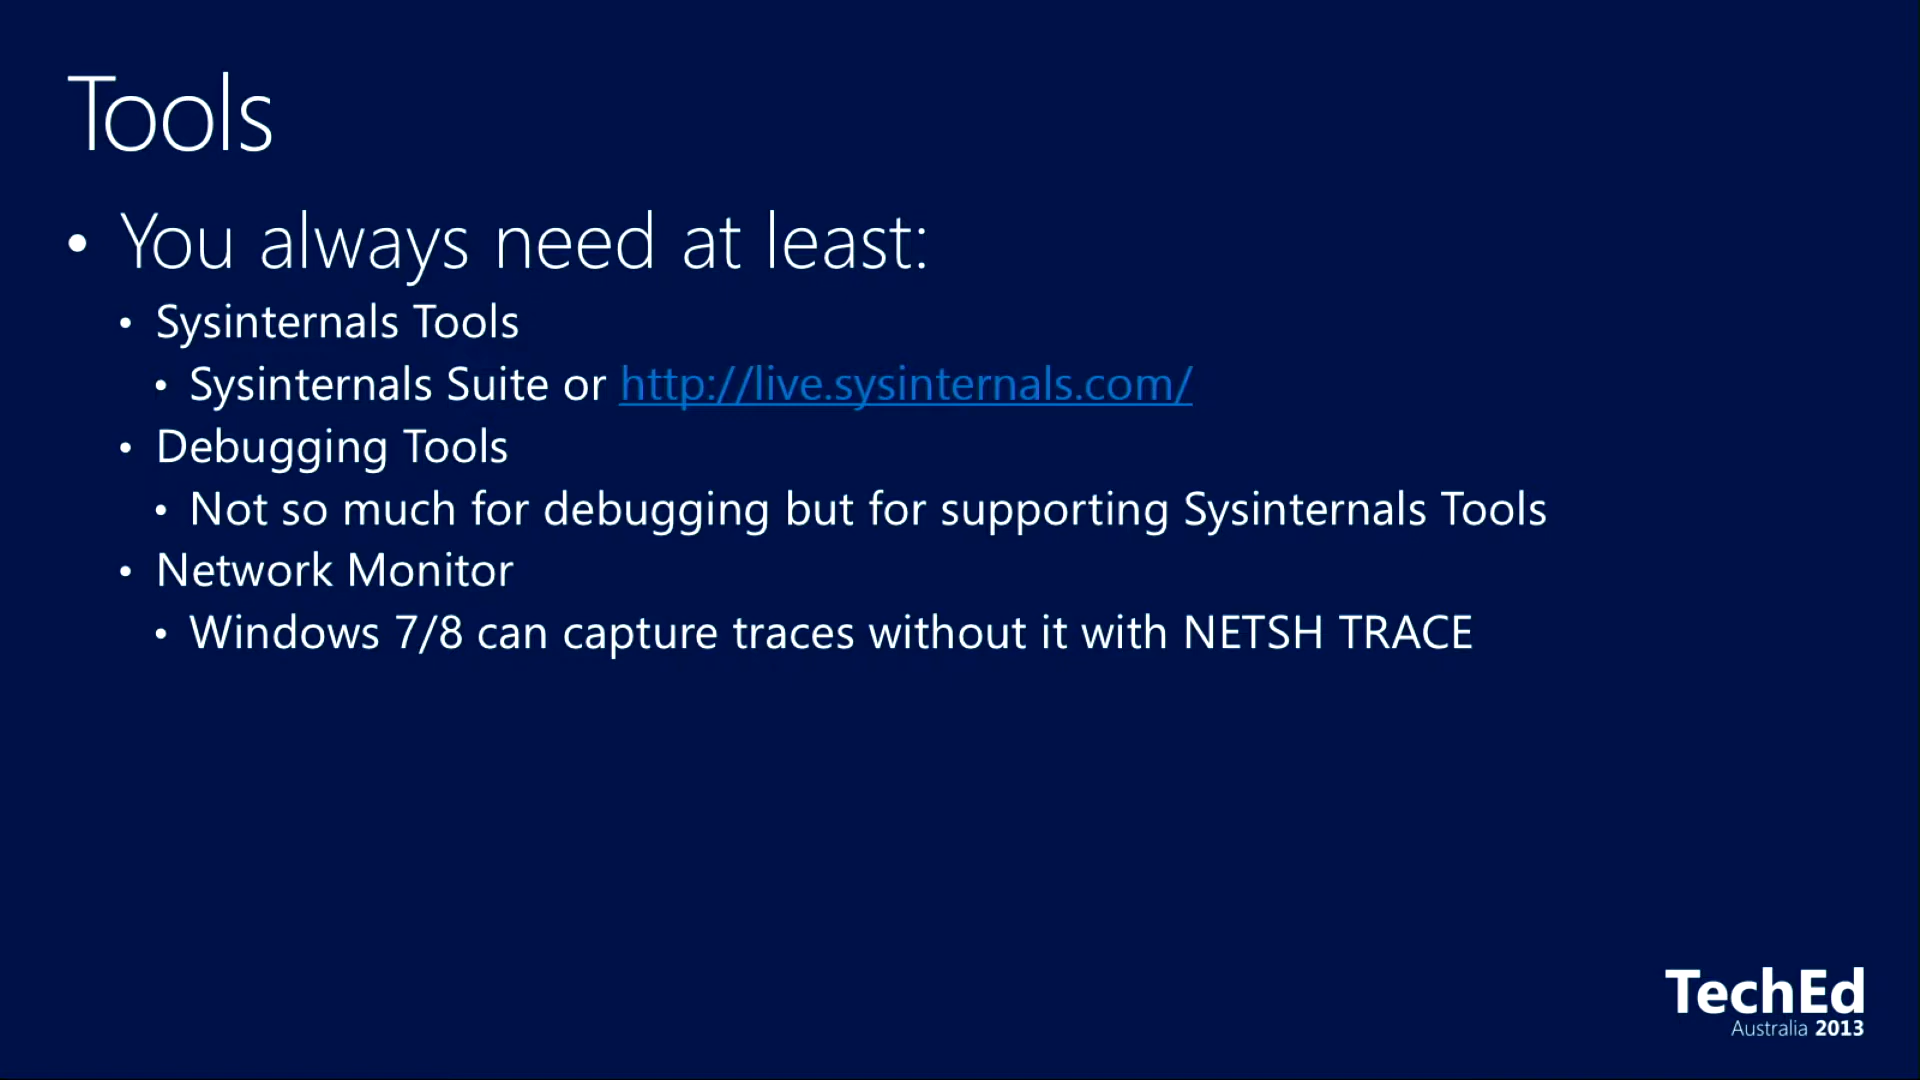 Tools
• You always need at least:
• Sysinternals Tools
• Sysinternals Suite or http://live.sysinternals.com/
• Debugging Tools
• Not so much for debugging but for supporting Sysinternals Tools
• Network Monitor
• Windows 7/8 can capture traces without it with NETSH TRACE
TechEd
Australia 2013